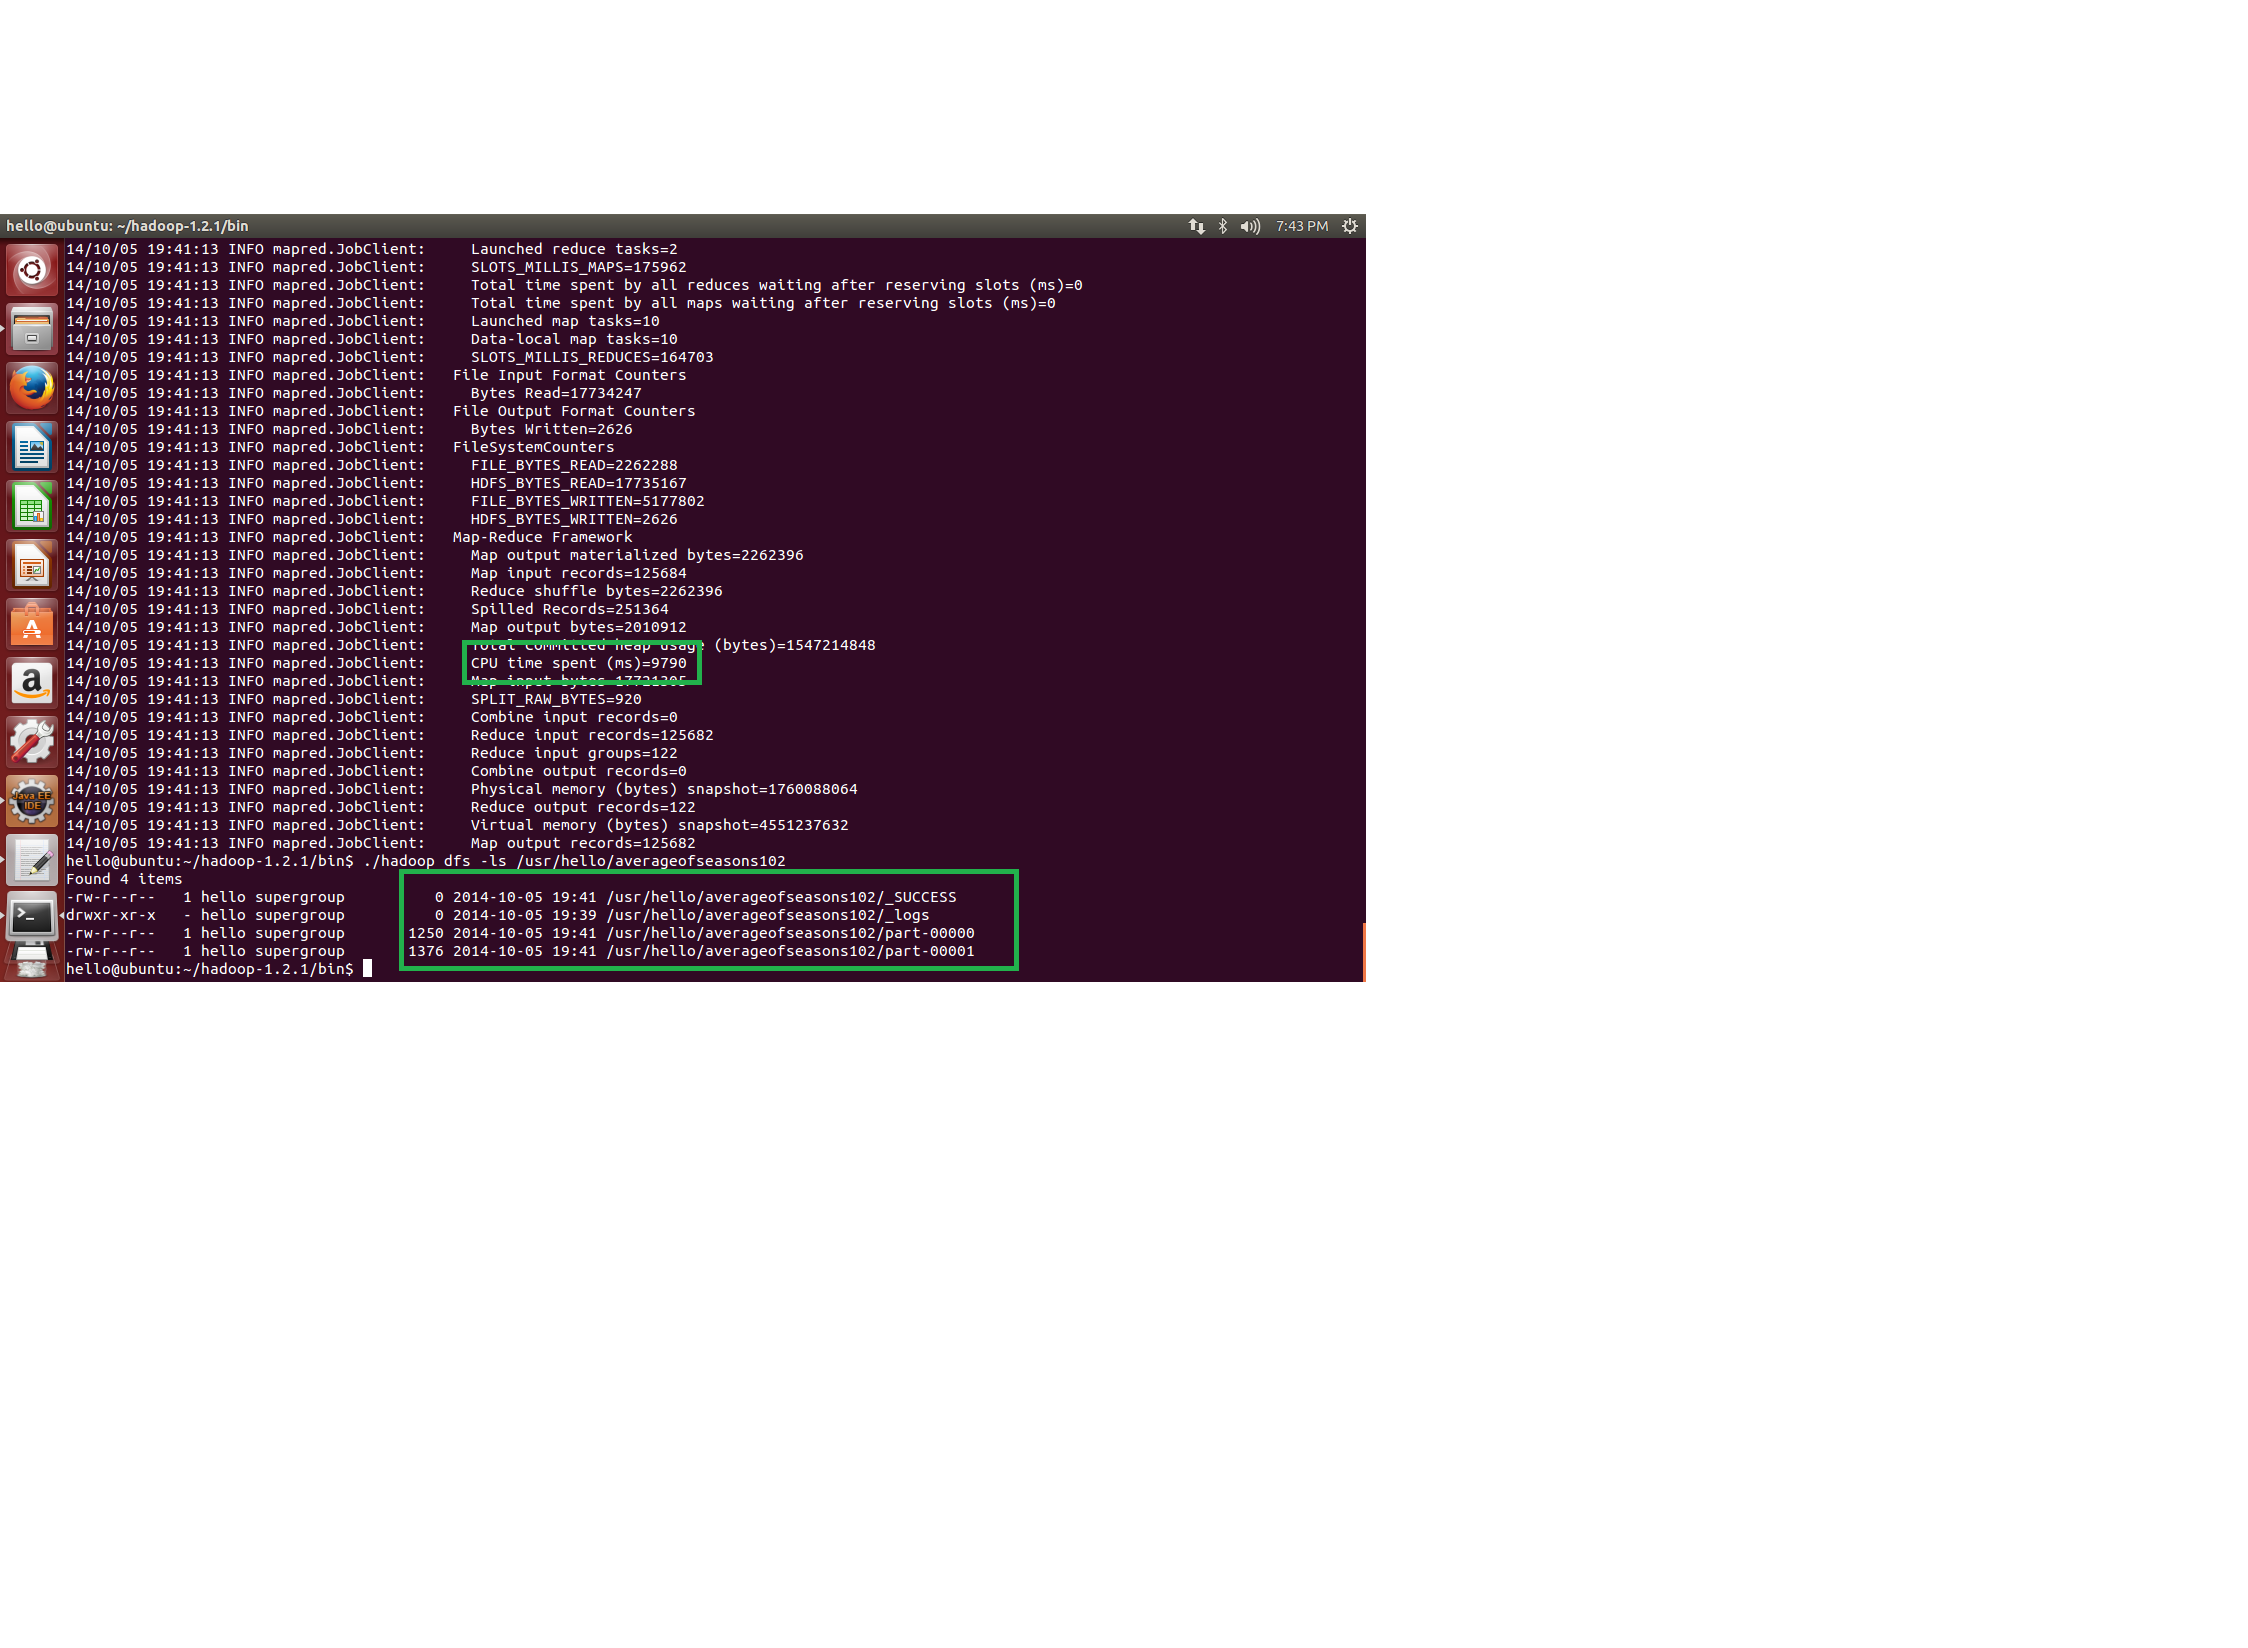 hello@ubuntu: ~/hadoop-1.2.1/bin 7:43 PM
14/10/05 19:41:13 INFO mapred.JobClient:     Launched reduce tasks=2
14/10/05 19:41:13 INFO mapred.JobClient:     SLOTS_MILLIS_MAPS=175962
14/10/05 19:41:13 INFO mapred.JobClient:     Total time spent by all reduces waiting after reserving slots (ms)=0
14/10/05 19:41:13 INFO mapred.JobClient:     Total time spent by all maps waiting after reserving slots (ms)=0
14/10/05 19:41:13 INFO mapred.JobClient:     Launched map tasks=10
14/10/05 19:41:13 INFO mapred.JobClient:     Data-local map tasks=10
14/10/05 19:41:13 INFO mapred.JobClient:     SLOTS_MILLIS_REDUCES=164703
14/10/05 19:41:13 INFO mapred.JobClient:   File Input Format Counters
14/10/05 19:41:13 INFO mapred.JobClient:     Bytes Read=17734247
14/10/05 19:41:13 INFO mapred.JobClient:   File Output Format Counters
14/10/05 19:41:13 INFO mapred.JobClient:     Bytes Written=2626
14/10/05 19:41:13 INFO mapred.JobClient:   FileSystemCounters
14/10/05 19:41:13 INFO mapred.JobClient:     FILE_BYTES_READ=2262288
14/10/05 19:41:13 INFO mapred.JobClient:     HDFS_BYTES_READ=17735167
14/10/05 19:41:13 INFO mapred.JobClient:     FILE_BYTES_WRITTEN=5177802
14/10/05 19:41:13 INFO mapred.JobClient:     HDFS_BYTES_WRITTEN=2626
14/10/05 19:41:13 INFO mapred.JobClient:   Map-Reduce Framework
14/10/05 19:41:13 INFO mapred.JobClient:     Map output materialized bytes=2262396
14/10/05 19:41:13 INFO mapred.JobClient:     Map input records=125684
14/10/05 19:41:13 INFO mapred.JobClient:     Reduce shuffle bytes=2262396
14/10/05 19:41:13 INFO mapred.JobClient:     Spilled Records=251364
14/10/05 19:41:13 INFO mapred.JobClient:     Map output bytes=2010912
14/10/05 19:41:13 INFO mapred.JobClient:     Total committed heap usage (bytes)=1547214848
14/10/05 19:41:13 INFO mapred.JobClient:     CPU time spent (ms)=9790
14/10/05 19:41:13 INFO mapred.JobClient:     Map input bytes=17721305
14/10/05 19:41:13 INFO mapred.JobClient:     SPLIT_RAW_BYTES=920
14/10/05 19:41:13 INFO mapred.JobClient:     Combine input records=0
14/10/05 19:41:13 INFO mapred.JobClient:     Reduce input records=125682
14/10/05 19:41:13 INFO mapred.JobClient:     Reduce input groups=122
14/10/05 19:41:13 INFO mapred.JobClient:     Combine output records=0
14/10/05 19:41:13 INFO mapred.JobClient:     Physical memory (bytes) snapshot=1760088064
14/10/05 19:41:13 INFO mapred.JobClient:     Reduce output records=122
14/10/05 19:41:13 INFO mapred.JobClient:     Virtual memory (bytes) snapshot=4551237632
14/10/05 19:41:13 INFO mapred.JobClient:     Map output records=125682
hello@ubuntu:~/hadoop-1.2.1/bin$ ./hadoop dfs -ls /usr/hello/averageofseasons102
Found 4 items
-rw-r--r--   1 hello supergroup          0 2014-10-05 19:41 /usr/hello/averageofseasons102/_SUCCESS
drwxr-xr-x   - hello supergroup          0 2014-10-05 19:39 /usr/hello/averageofseasons102/_logs
-rw-r--r--   1 hello supergroup       1250 2014-10-05 19:41 /usr/hello/averageofseasons102/part-00000
-rw-r--r--   1 hello supergroup       1376 2014-10-05 19:41 /usr/hello/averageofseasons102/part-00001
hello@ubuntu:~/hadoop-1.2.1/bin$
Java EE
IDE